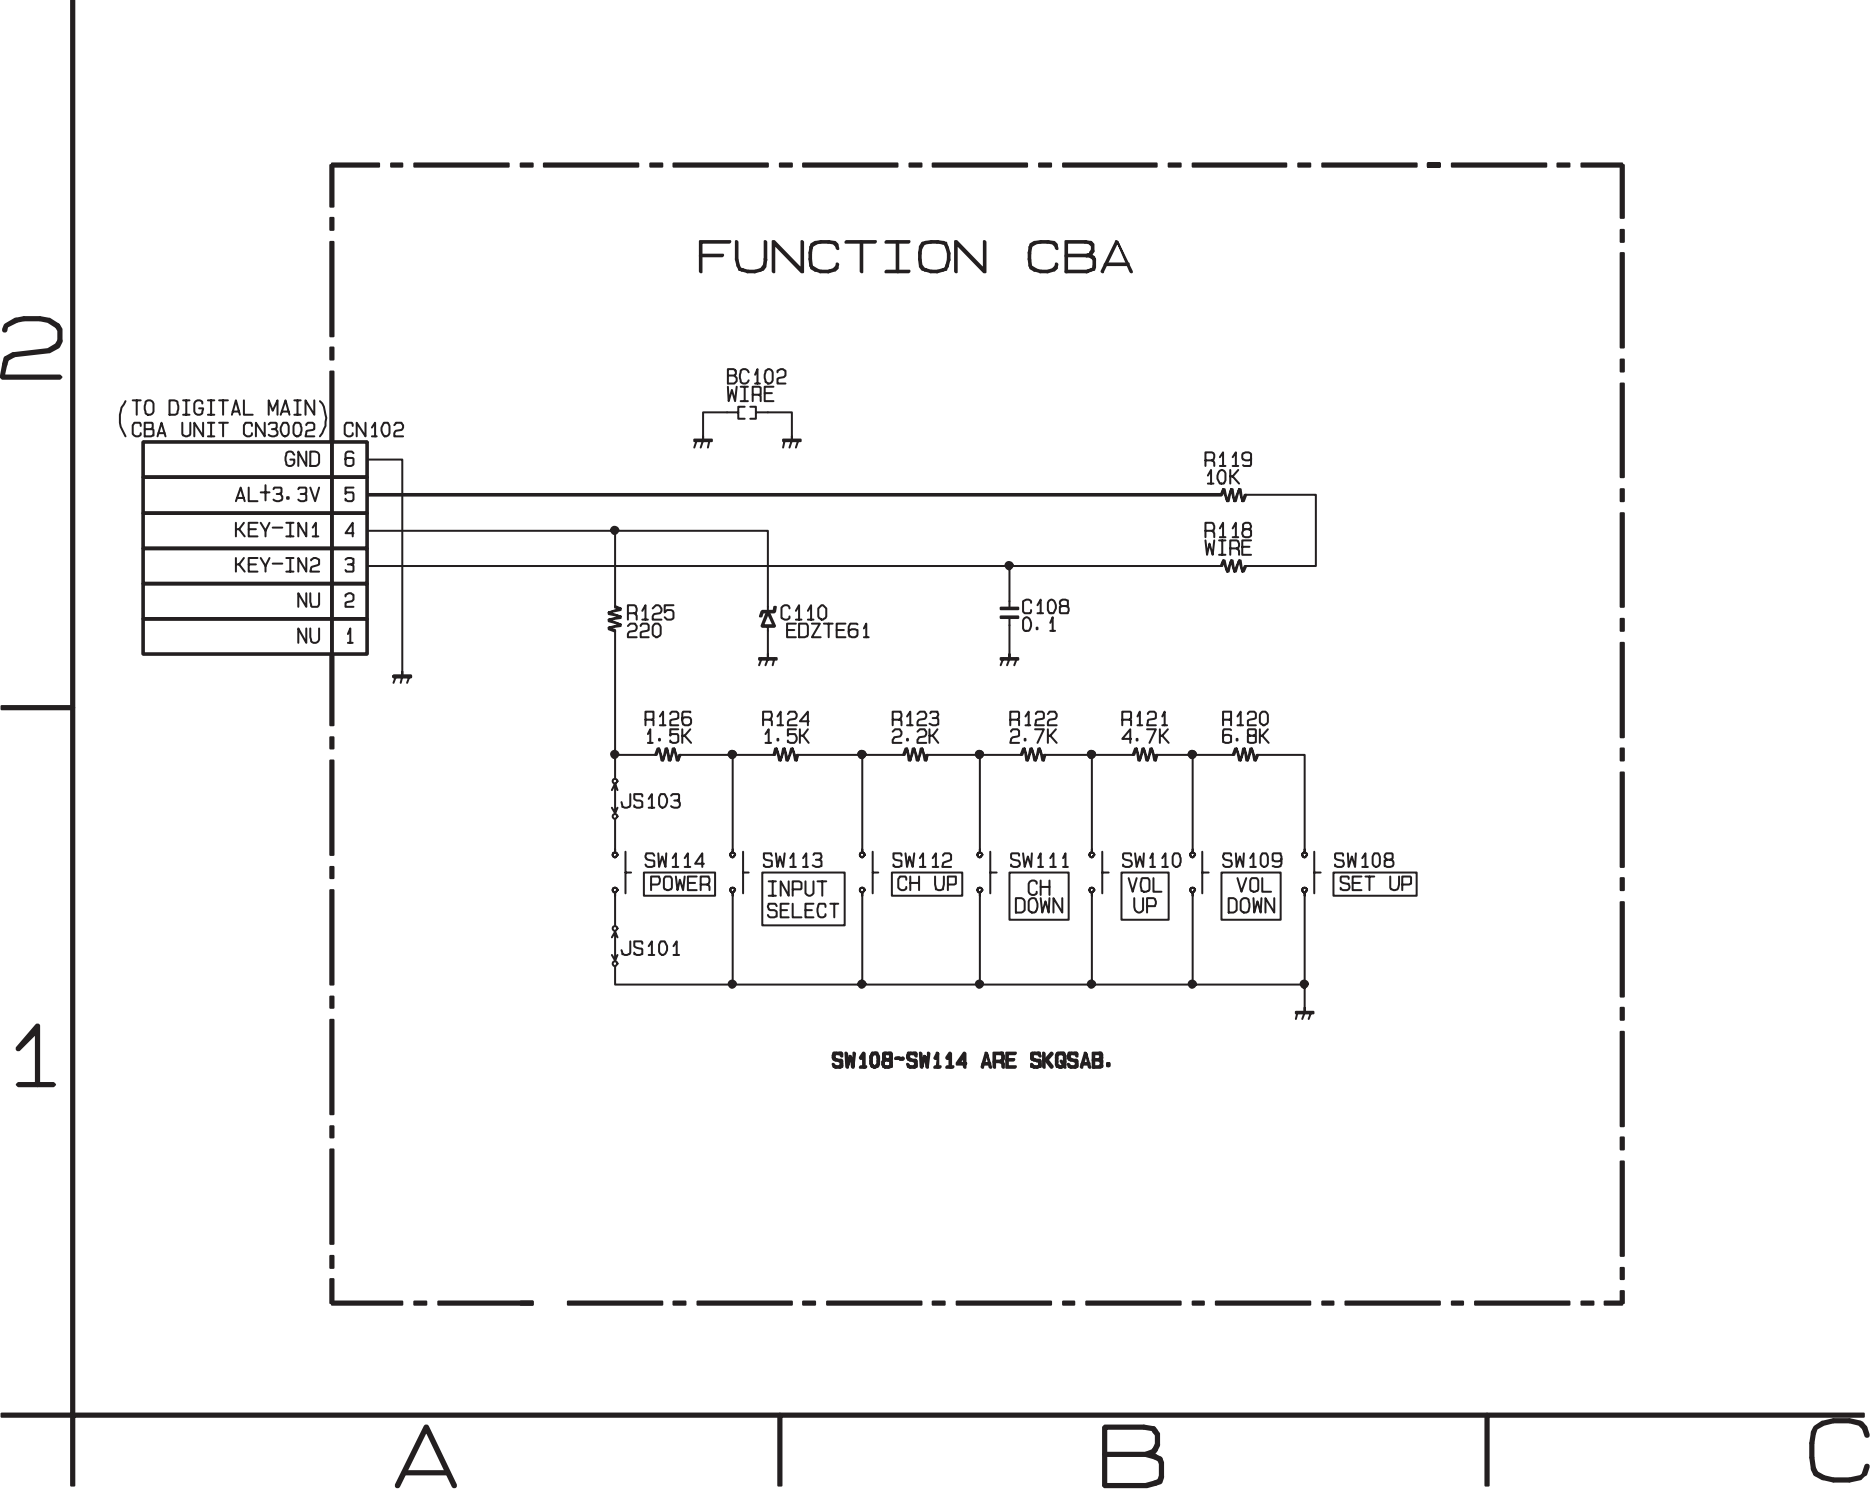 FUNCTION CBA
2
BC102
WIRE
(TO DIGITAL MAIN)
(CBA UNIT CN3002)
CN102
GND 6
AL+3.3V 5
KEY-IN1 4
KEY-IN2 3
NU 2
NU 1
R119
10K
R118
WIRE
R125
220
C110
EDZTE61
C108
0.1
R126
1.5K
R124
1.5K
R123
2.2K
R122
2.7K
R121
4.7K
R120
6.8K
JS103
SW114
POWER
SW113
INPUT
SELECT
SW112
CH UP
SW111
CH
DOWN
SW110
VOL
UP
SW109
VOL
DOWN
SW108
SET UP
JS101
1
SW108~SW114 ARE SKQSAB.
A
B
C